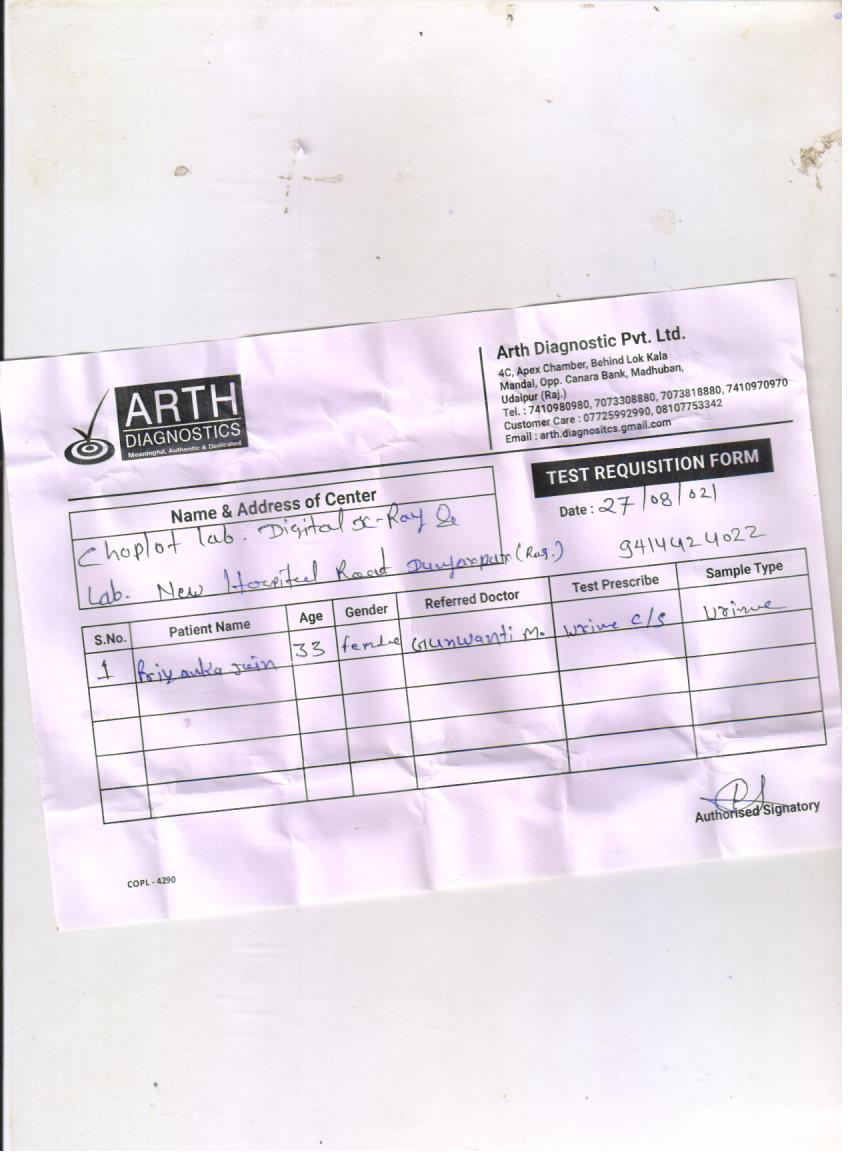 ARTH
DIAGNOSTICS
Meaningful, Authentic & Dedicated
Arth Diagnostic Pvt. Ltd.
4C, Apex Chamber, Behind Lok Kala
Mandal, Opp. Canara Bank, Madhuban,
Udaipur (Raj.)
Tel. : 7410980980, 7073308880, 7073818880, 7410970970
Customer Care : 07725992990, 08107753342
Email : arth.diagnositcs.gmail.com
TEST REQUISITION FORM
Date : 27/08/021
9414424022
Name & Address of Center
Choplot lab. Digital X-Ray &
Lab. New Hospital Road Dungarpur (Raj.)
S.No. Patient Name Age Gender Referred Doctor Test Prescribe Sample Type
1 Priyanka Jain 33 female Gunwanti M. Urine C/S Urine
Authorised Signatory
COPL - 4290